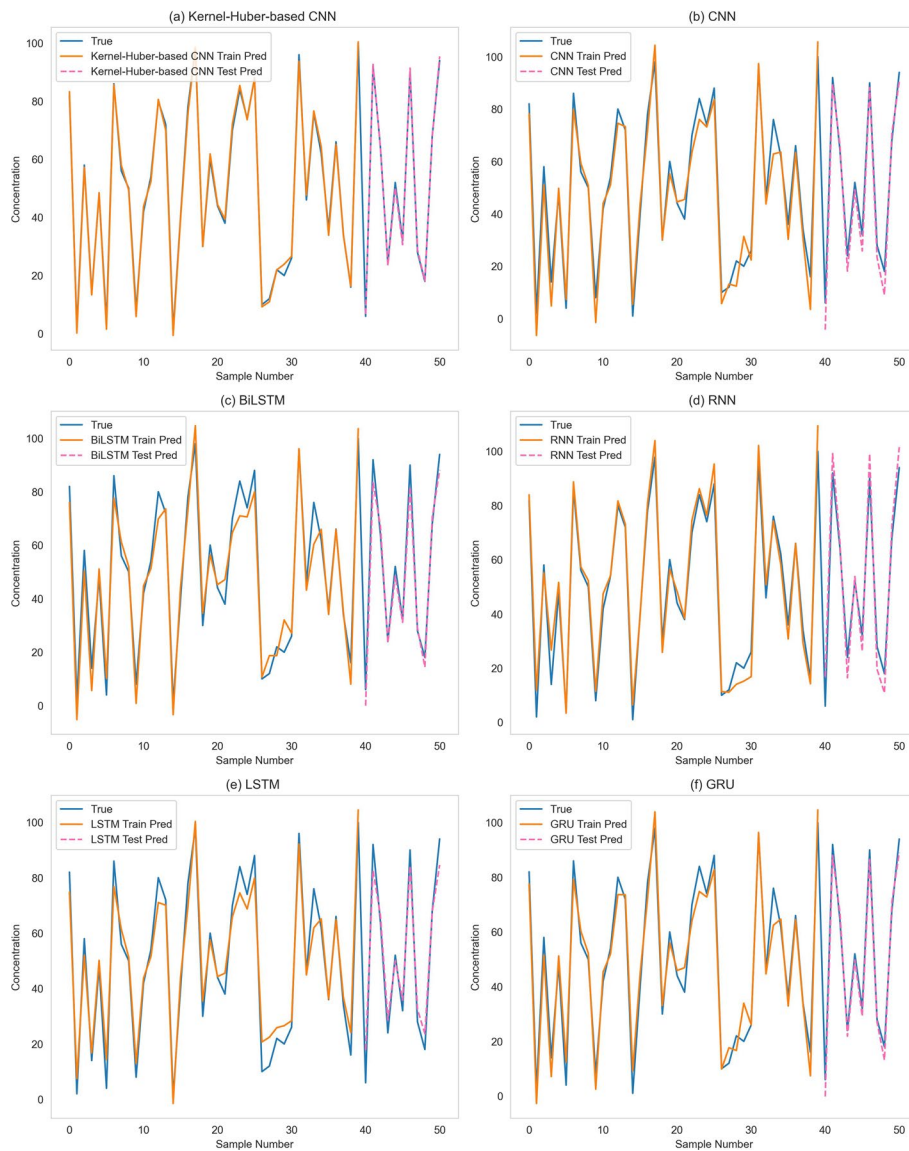 (a) Kernel-Huber-based CNN
True
Kernel-Huber-based CNN Train Pred
Kernel-Huber-based CNN Test Pred
Concentration
100
80
60
40
20
0
0 10 20 30 40 50
Sample Number
(b) CNN
True
CNN Train Pred
CNN Test Pred
Concentration
100
80
60
40
20
0
0 10 20 30 40 50
Sample Number
(c) BiLSTM
True
BiLSTM Train Pred
BiLSTM Test Pred
Concentration
100
80
60
40
20
0
0 10 20 30 40 50
Sample Number
(d) RNN
True
RNN Train Pred
RNN Test Pred
Concentration
100
80
60
40
20
0
0 10 20 30 40 50
Sample Number
(e) LSTM
True
LSTM Train Pred
LSTM Test Pred
Concentration
100
80
60
40
20
0
0 10 20 30 40 50
Sample Number
(f) GRU
True
GRU Train Pred
GRU Test Pred
Concentration
100
80
60
40
20
0
0 10 20 30 40 50
Sample Number